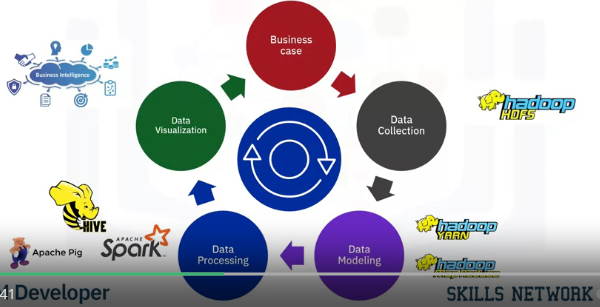 Business
case
Business Intelligence
hadoop
HDFS
Data
Visualization
Data
Collection
HIVE
APACHE
Spark
Apache Pig
Data
Processing
Data
Modeling
hadoop
YARN
hadoop
41
Developer
SKILLS NETWORK